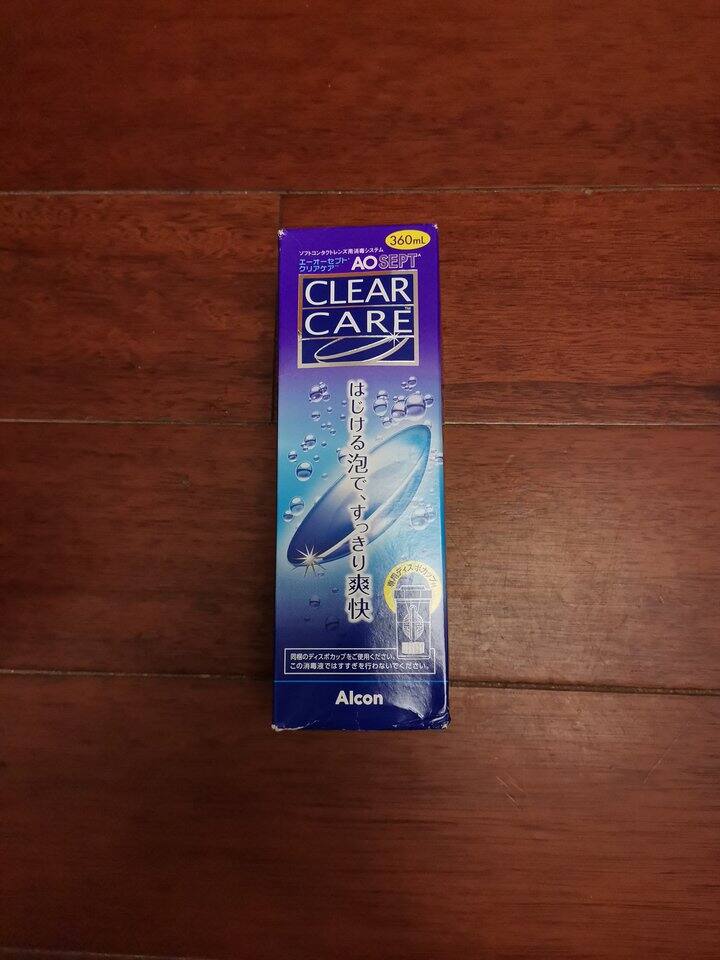 360mL
ソフトコンタクトレンズ用消毒システム
エーオーセプト
クリアケア™
AOSEPT
CLEAR
CARE™
はじける泡で、すっきり爽快
専用ディスポカップ付
同梱のディスポカップをご使用ください。
この消毒液ではすすぎを行わないでください。
Alcon